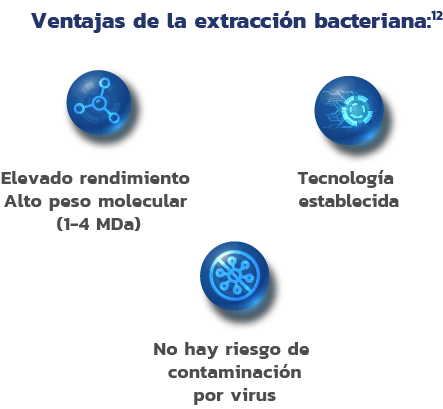 Ventajas de la extracción bacteriana:¹²
Elevado rendimiento
Alto peso molecular
(1-4 MDa)
Tecnología
establecida
No hay riesgo de
contaminación
por virus